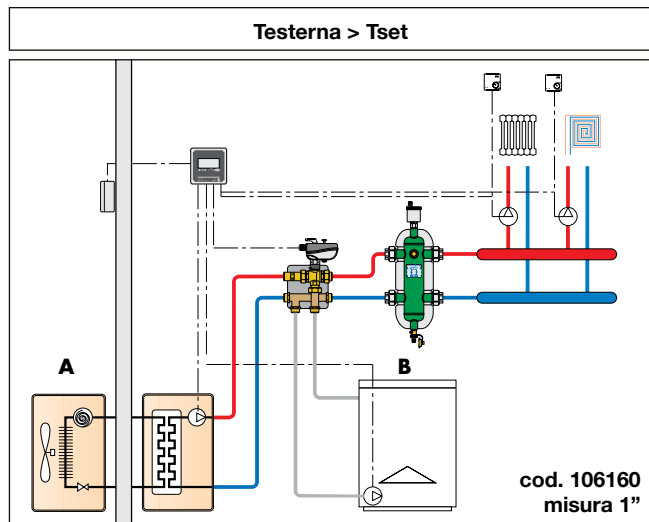 Testerna > Tset
A
B
cod. 106160
misura 1”